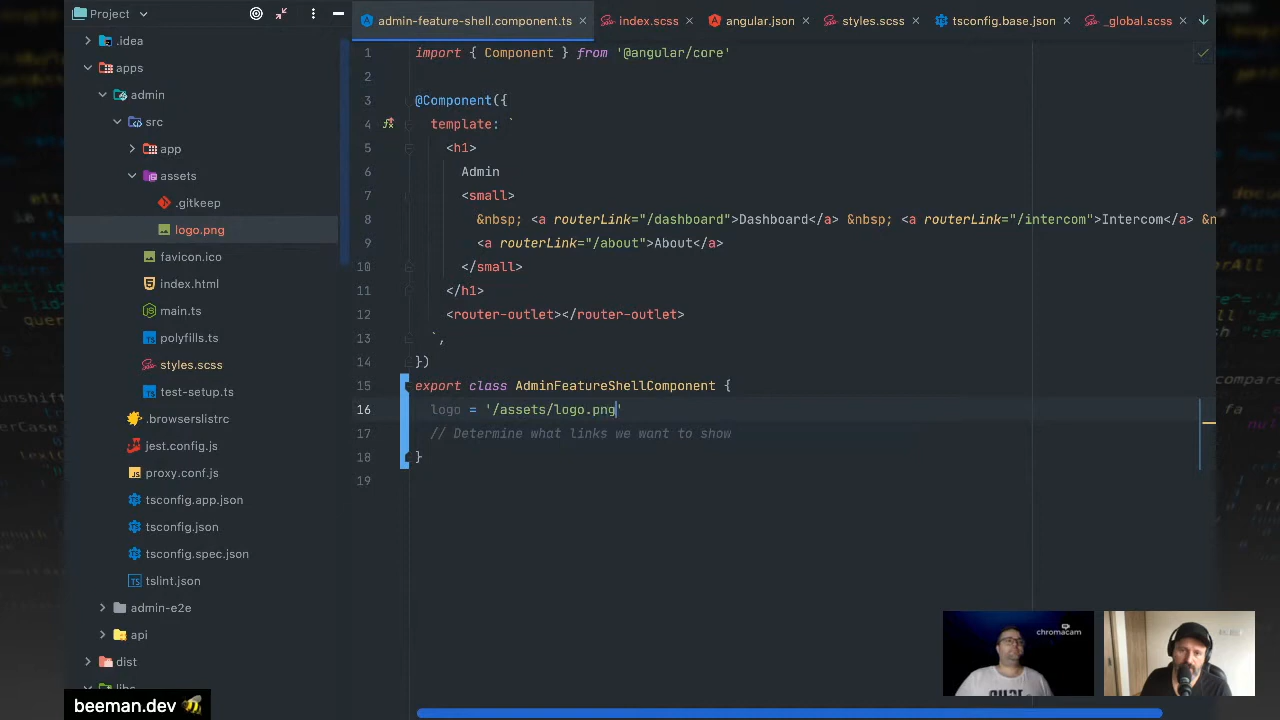 Project
admin-feature-shell.component.ts
index.scss
angular.json
styles.scss
tsconfig.base.json
_global.scss
.idea
apps
admin
src
app
assets
.gitkeep
logo.png
favicon.ico
index.html
main.ts
polyfills.ts
styles.scss
test-setup.ts
.browserslistrc
jest.config.js
proxy.conf.js
tsconfig.app.json
tsconfig.json
tsconfig.spec.json
tslint.json
admin-e2e
api
dist
libs
1 import { Component } from '@angular/core'
2
3 @Component({
4 template: `
5 <h1>
6 Admin
7 <small>
8 &nbsp; <a routerLink="/dashboard">Dashboard</a> &nbsp; <a routerLink="/intercom">Intercom</a> &n
9 <a routerLink="/about">About</a>
10 </small>
11 </h1>
12 <router-outlet></router-outlet>
13 `,
14 })
15 export class AdminFeatureShellComponent {
16 logo = '/assets/logo.png'
17 // Determine what links we want to show
18 }
19
chromacam
beeman.dev